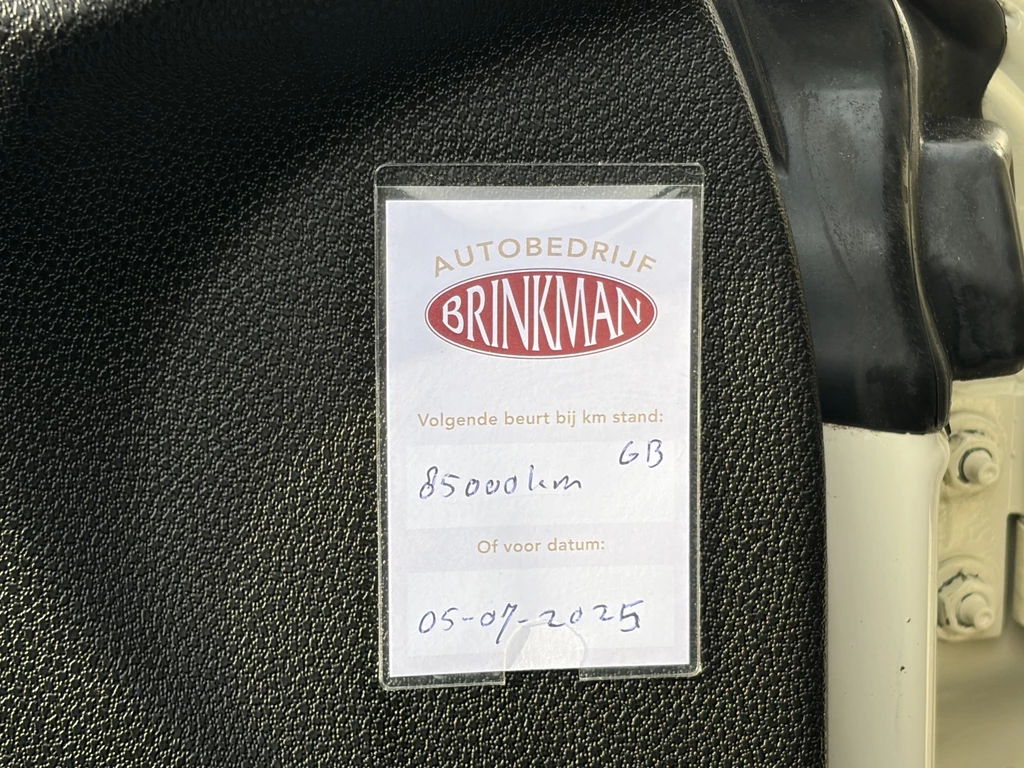 AUTOBEDRIJF
BRINKMAN
Volgende beurt bij km stand:
GB
85000km
Of voor datum:
05-07-2025